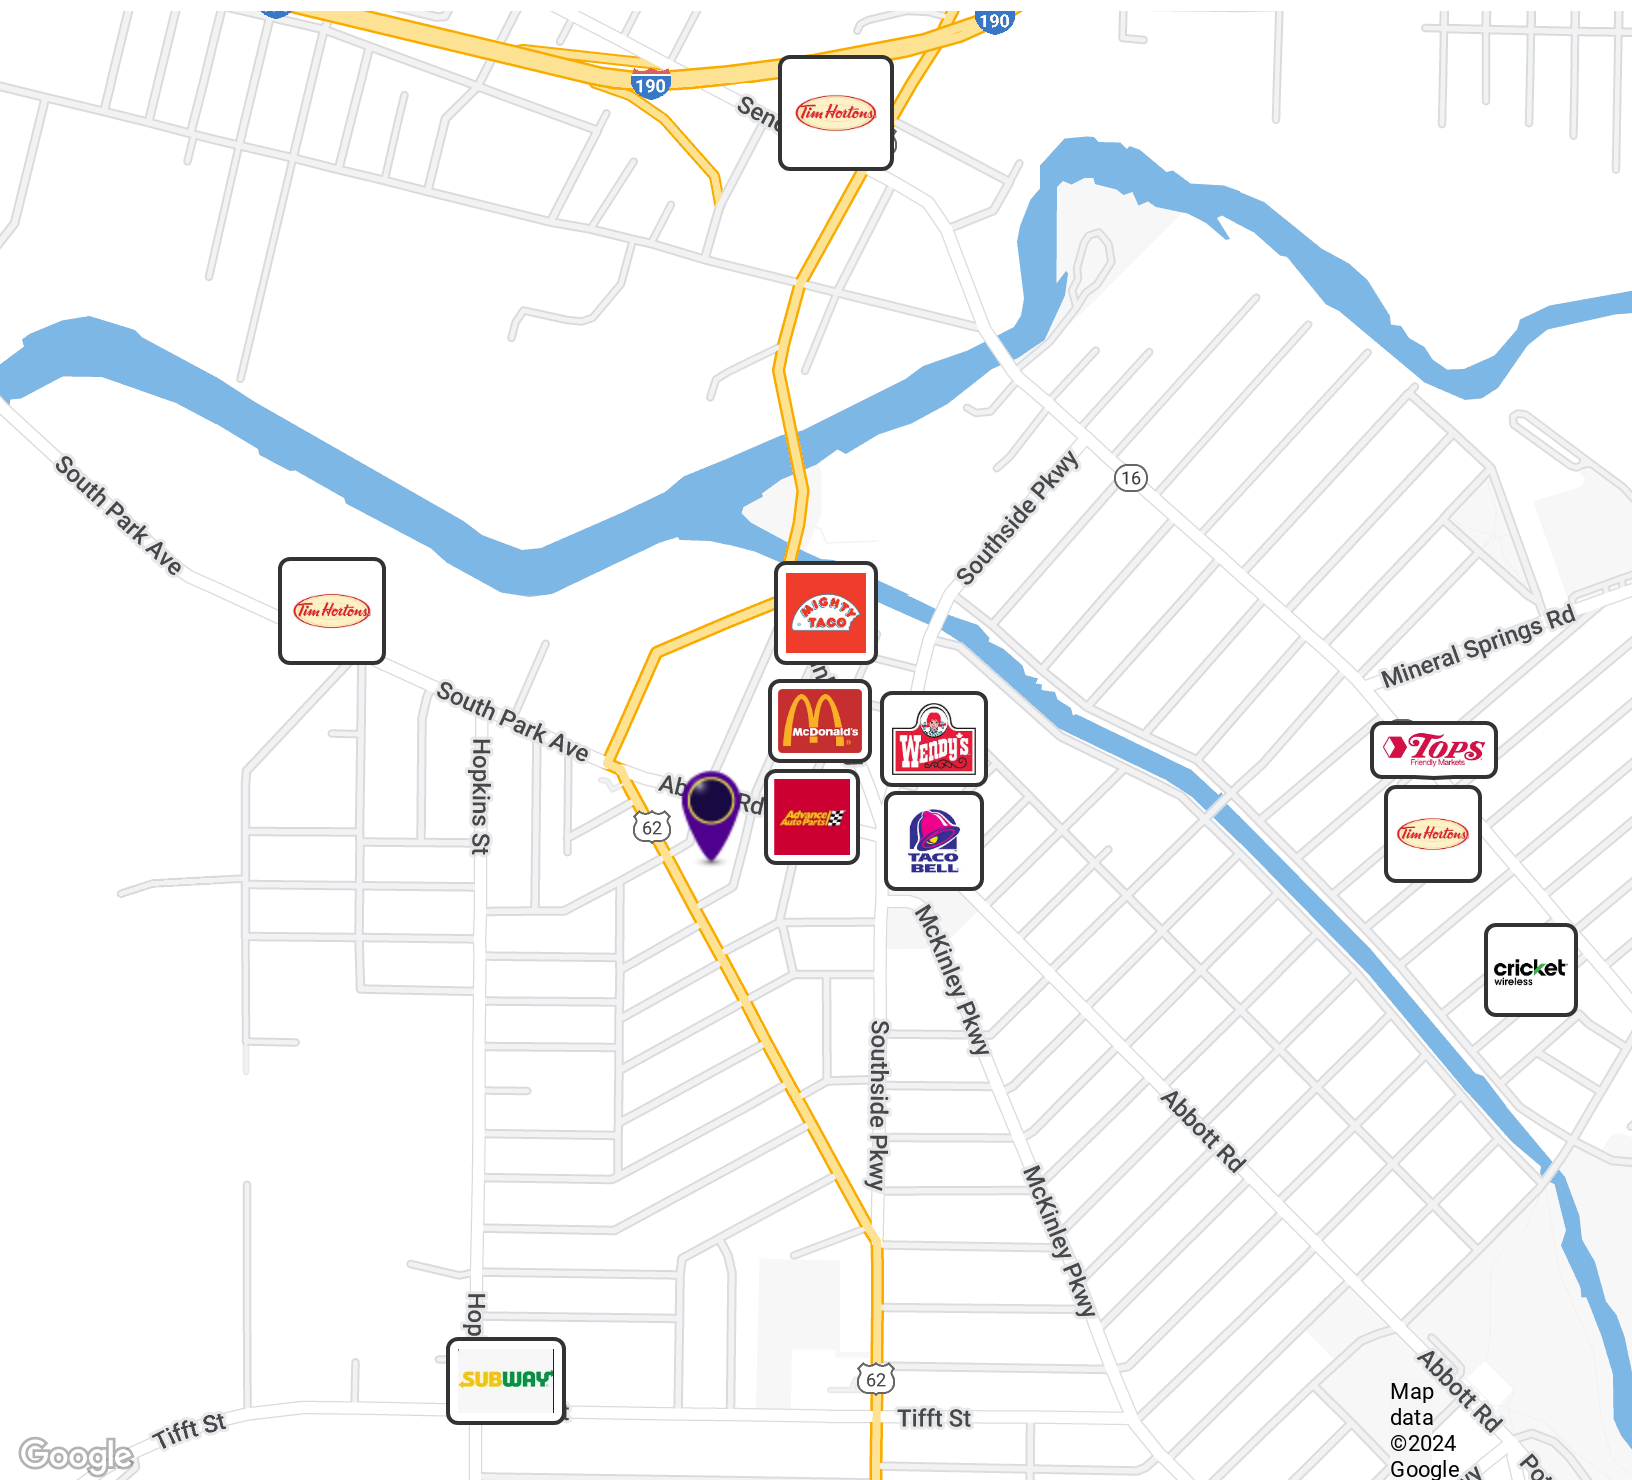 190
190
Tim Hortons
South Park Ave
Southside Pkwy
16
Tim Hortons
MIGHTY
TACO
Mineral Springs Rd
South Park Ave
McDonald's
WENDY'S
TOPS
Friendly Markets
Hopkins St
62
Advance
Auto Parts
TACO
BELL
Tim Hortons
McKinley Pkwy
cricket
wireless
Southside Pkwy
Abbott Rd
McKinley Pkwy
SUBWAY
62
Abbott Rd
Tifft St
Tifft St
Map
data
©2024
Google
Google